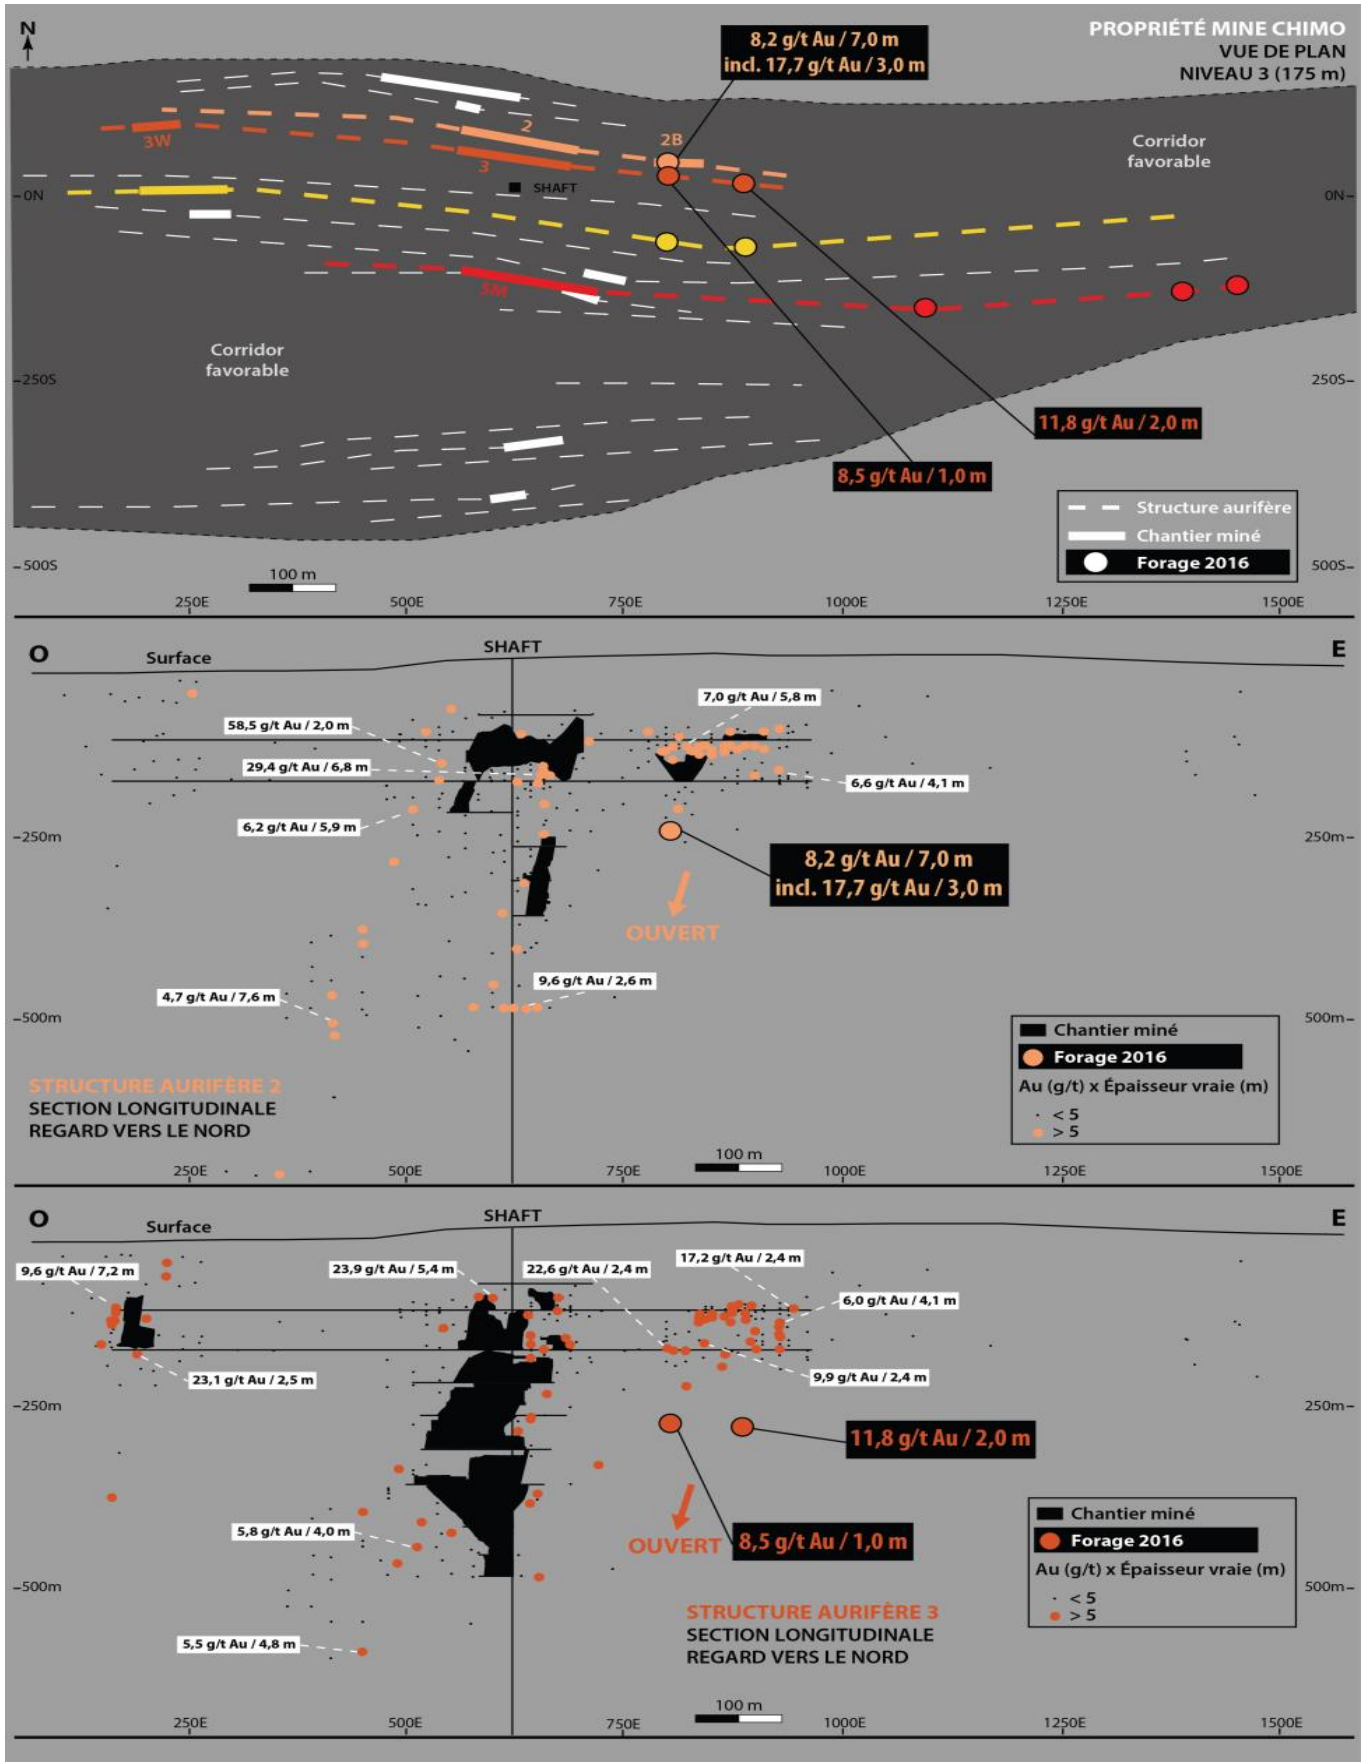 N
PROPRIÉTÉ MINE CHIMO
VUE DE PLAN
NIVEAU 3 (175 m)
8,2 g/t Au / 7,0 m
incl. 17,7 g/t Au / 3,0 m
2
2B
3W
3
SHAFT
Corridor
favorable
0N
0N
5M
Corridor
favorable
250S
250S
11,8 g/t Au / 2,0 m
8,5 g/t Au / 1,0 m
Structure aurifère
Chantier miné
Forage 2016
500S
500S
100 m
250E 500E 750E 1000E 1250E 1500E
O
Surface
SHAFT
E
7,0 g/t Au / 5,8 m
58,5 g/t Au / 2,0 m
29,4 g/t Au / 6,8 m
6,6 g/t Au / 4,1 m
6,2 g/t Au / 5,9 m
250m
250m
8,2 g/t Au / 7,0 m
incl. 17,7 g/t Au / 3,0 m
OUVERT
9,6 g/t Au / 2,6 m
4,7 g/t Au / 7,6 m
500m
500m
Chantier miné
Forage 2016
Au (g/t) x Épaisseur vraie (m)
< 5
> 5
STRUCTURE AURIFÈRE 2
SECTION LONGITUDINALE
REGARD VERS LE NORD
100 m
250E 500E 750E 1000E 1250E 1500E
O
Surface
SHAFT
E
17,2 g/t Au / 2,4 m
9,6 g/t Au / 7,2 m
23,9 g/t Au / 5,4 m
22,6 g/t Au / 2,4 m
6,0 g/t Au / 4,1 m
23,1 g/t Au / 2,5 m
9,9 g/t Au / 2,4 m
250m
250m
11,8 g/t Au / 2,0 m
5,8 g/t Au / 4,0 m
OUVERT
8,5 g/t Au / 1,0 m
500m
500m
Chantier miné
Forage 2016
Au (g/t) x Épaisseur vraie (m)
< 5
> 5
5,5 g/t Au / 4,8 m
STRUCTURE AURIFÈRE 3
SECTION LONGITUDINALE
REGARD VERS LE NORD
100 m
250E 500E 750E 1000E 1250E 1500E